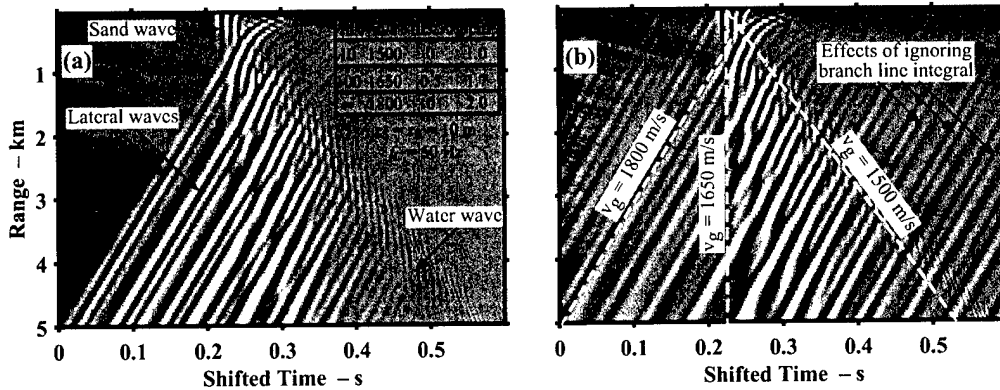 Sand wave
(a)
Lateral waves
Water wave
Range – km
1
2
3
4
5
0
0.1
0.2
0.3
0.4
0.5
Shifted Time – s
(b)
Effects of ignoring
branch line integral
v_g = 1800 m/s
v_g = 1650 m/s
v_g = 1500 m/s
0
0.1
0.2
0.3
0.4
0.5
Shifted Time – s